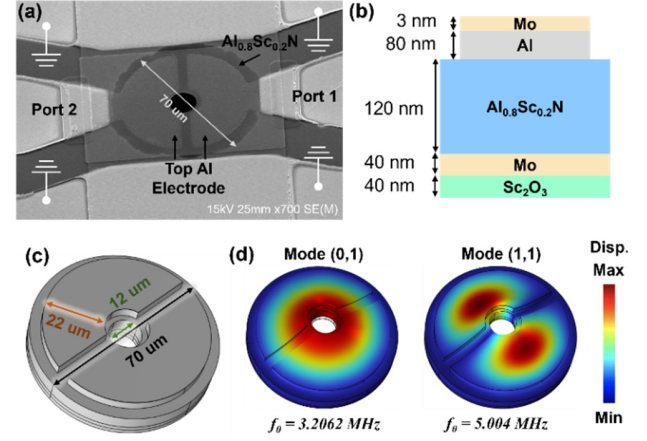 (a)
Al0.8Sc0.2N
Port 2
70 um
Port 1
Top Al
Electrode
15kV 25mm x700 SE(M)
(b)
3 nm
Mo
80 nm
Al
120 nm
Al0.8Sc0.2N
40 nm
Mo
40 nm
Sc2O3
(c)
12 um
22 um
70 um
(d)
Mode (0,1)
Mode (1,1)
Disp.
Max
Min
f0 = 3.2062 MHz
f0 = 5.004 MHz